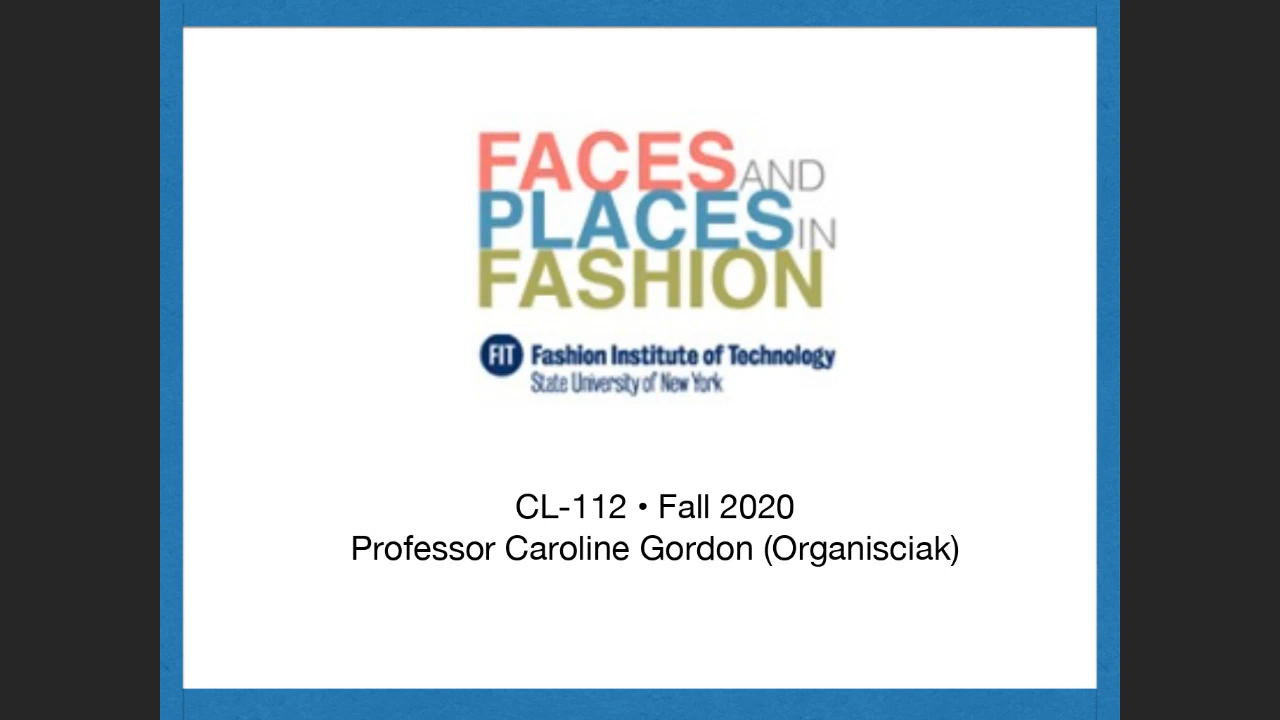 FACES AND
PLACES IN
FASHION
FIT Fashion Institute of Technology
State University of New York
CL-112 • Fall 2020
Professor Caroline Gordon (Organisciak)